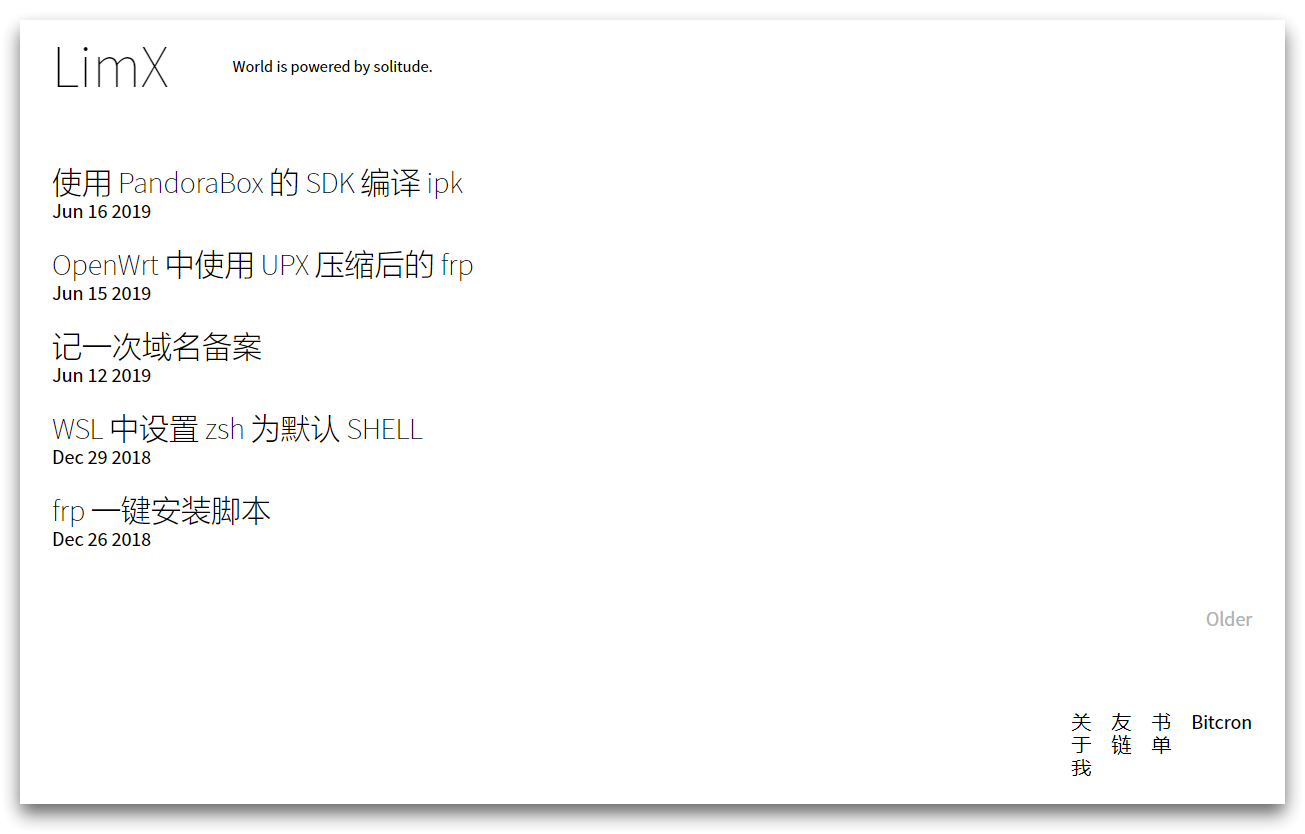 LimX
World is powered by solitude.
使用 PandoraBox 的 SDK 编译 ipk
Jun 16 2019
OpenWrt 中使用 UPX 压缩后的 frp
Jun 15 2019
记一次域名备案
Jun 12 2019
WSL 中设置 zsh 为默认 SHELL
Dec 29 2018
frp 一键安装脚本
Dec 26 2018
Older
关于我
友链
书单
Bitcron